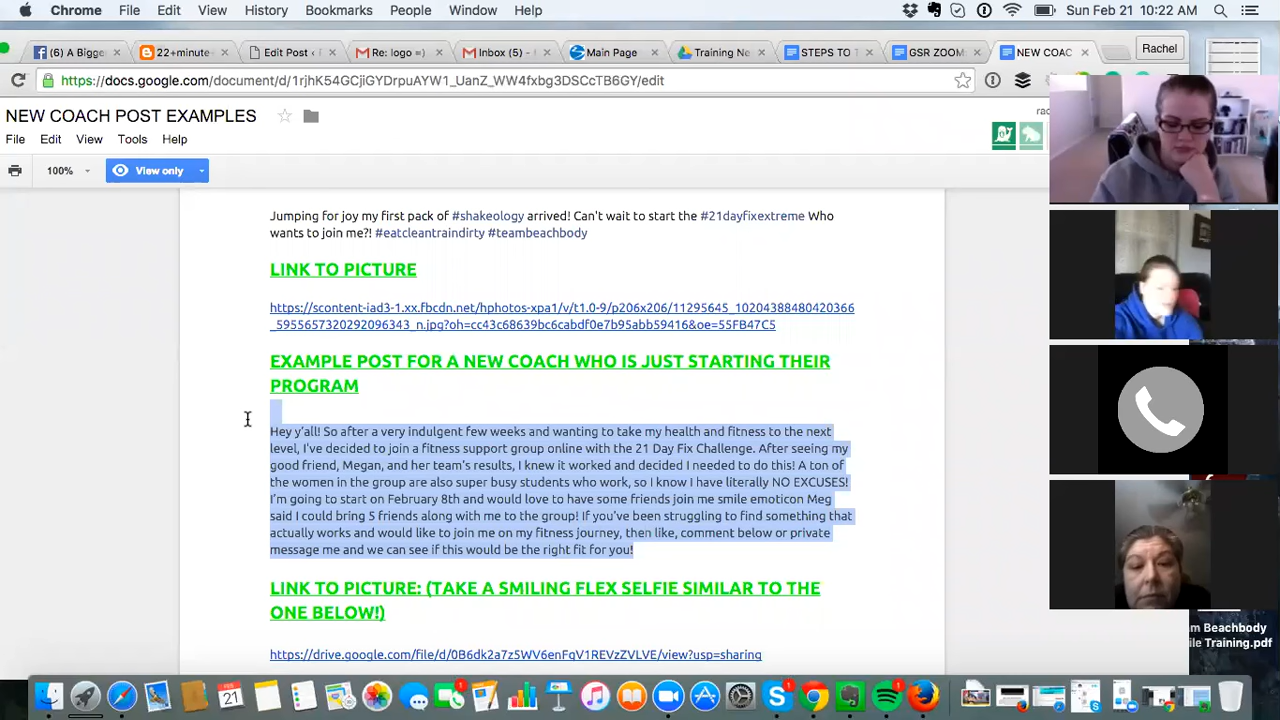 Chrome File Edit View History Bookmarks People Window Help Sun Feb 21 10:22 AM
(6) A Bigge
22+minute
Edit Post ‹
Re: logo =)
Inbox (5) -
Main Page
Training Ne
STEPS TO T
GSR ZOOM
NEW COAC
Rachel
https://docs.google.com/document/d/1rjhK54GCjiGYDrpuAYW1_UanZ_WW4fxbg3DSCcTB6GY/edit
NEW COACH POST EXAMPLES
File Edit View Tools Help
100% View only
Jumping for joy my first pack of #shakeology arrived! Can't wait to start the #21dayfixextreme Who
wants to join me?! #eatcleantraindirty #teambeachbody
LINK TO PICTURE
https://scontent-iad3-1.xx.fbcdn.net/hphotos-xpa1/v/t1.0-9/p206x206/11295645_10204388480420366
_5955657320292096343_n.jpg?oh=cc43c68639bc6cabdf0e7b95abb59416&oe=55FB47C5
EXAMPLE POST FOR A NEW COACH WHO IS JUST STARTING THEIR
PROGRAM
Hey y'all! So after a very indulgent few weeks and wanting to take my health and fitness to the next
level, I've decided to join a fitness support group online with the 21 Day Fix Challenge. After seeing my
good friend, Megan, and her team's results, I knew it worked and decided I needed to do this! A ton of
the women in the group are also super busy students who work, so I know I have literally NO EXCUSES!
I'm going to start on February 8th and would love to have some friends join me smile emoticon Meg
said I could bring 5 friends along with me to the group! If you've been struggling to find something that
actually works and would like to join me on my fitness journey, then like, comment below or private
message me and we can see if this would be the right fit for you!
LINK TO PICTURE: (TAKE A SMILING FLEX SELFIE SIMILAR TO THE
ONE BELOW!)
https://drive.google.com/file/d/0B6dk2a7z5WV6enFqV1REVzZVLVE/view?usp=sharing
m Beachbody
ile Training.pdf